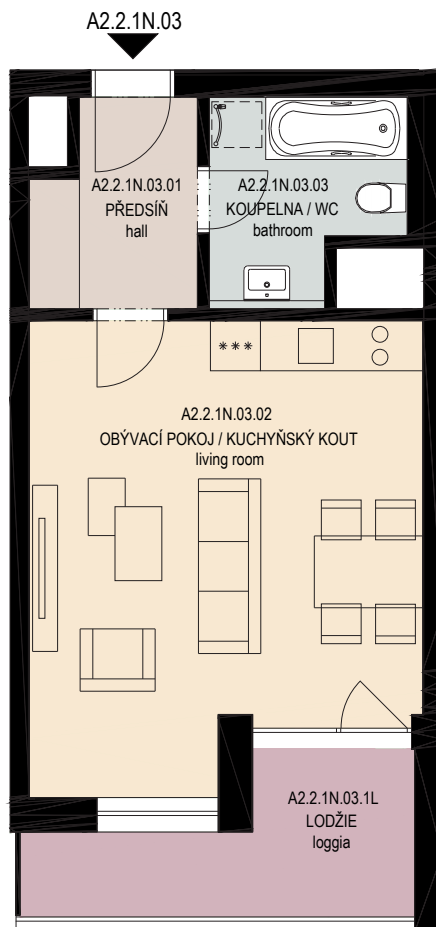 A2.2.1N.03
A2.2.1N.03.01
PŘEDSÍŇ
hall
A2.2.1N.03.03
KOUPELNA / WC
bathroom
***
A2.2.1N.03.02
OBÝVACÍ POKOJ / KUCHYŇSKÝ KOUT
living room
A2.2.1N.03.1L
LODŽIE
loggia